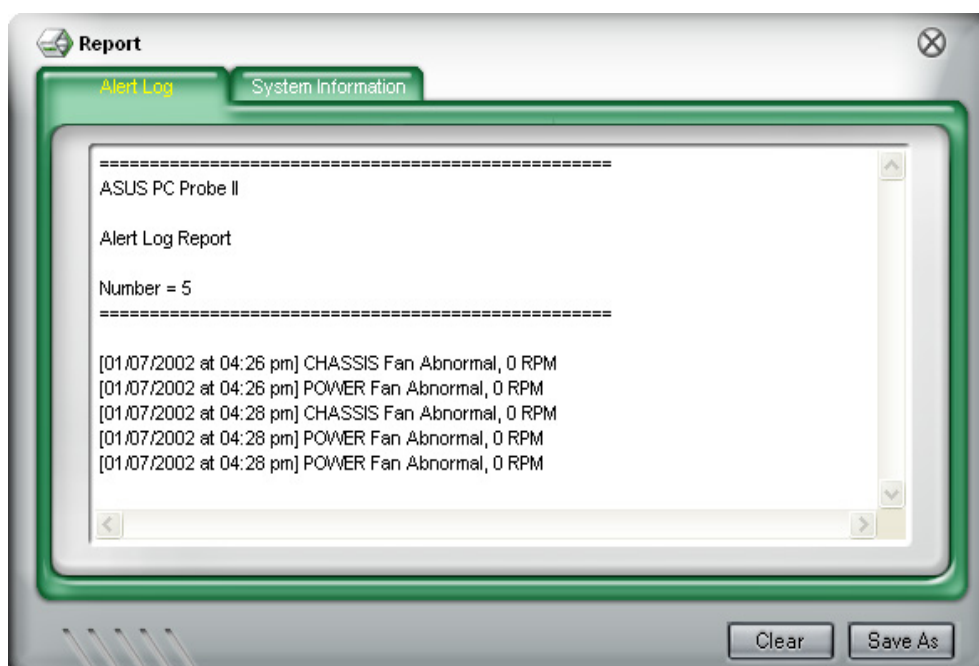 Report
Alert Log
System Information
===================================================
ASUS PC Probe II
Alert Log Report
Number = 5
===================================================
[01/07/2002 at 04:26 pm] CHASSIS Fan Abnormal, 0 RPM
[01/07/2002 at 04:26 pm] POWER Fan Abnormal, 0 RPM
[01/07/2002 at 04:28 pm] CHASSIS Fan Abnormal, 0 RPM
[01/07/2002 at 04:28 pm] POWER Fan Abnormal, 0 RPM
[01/07/2002 at 04:28 pm] POWER Fan Abnormal, 0 RPM
Clear
Save As